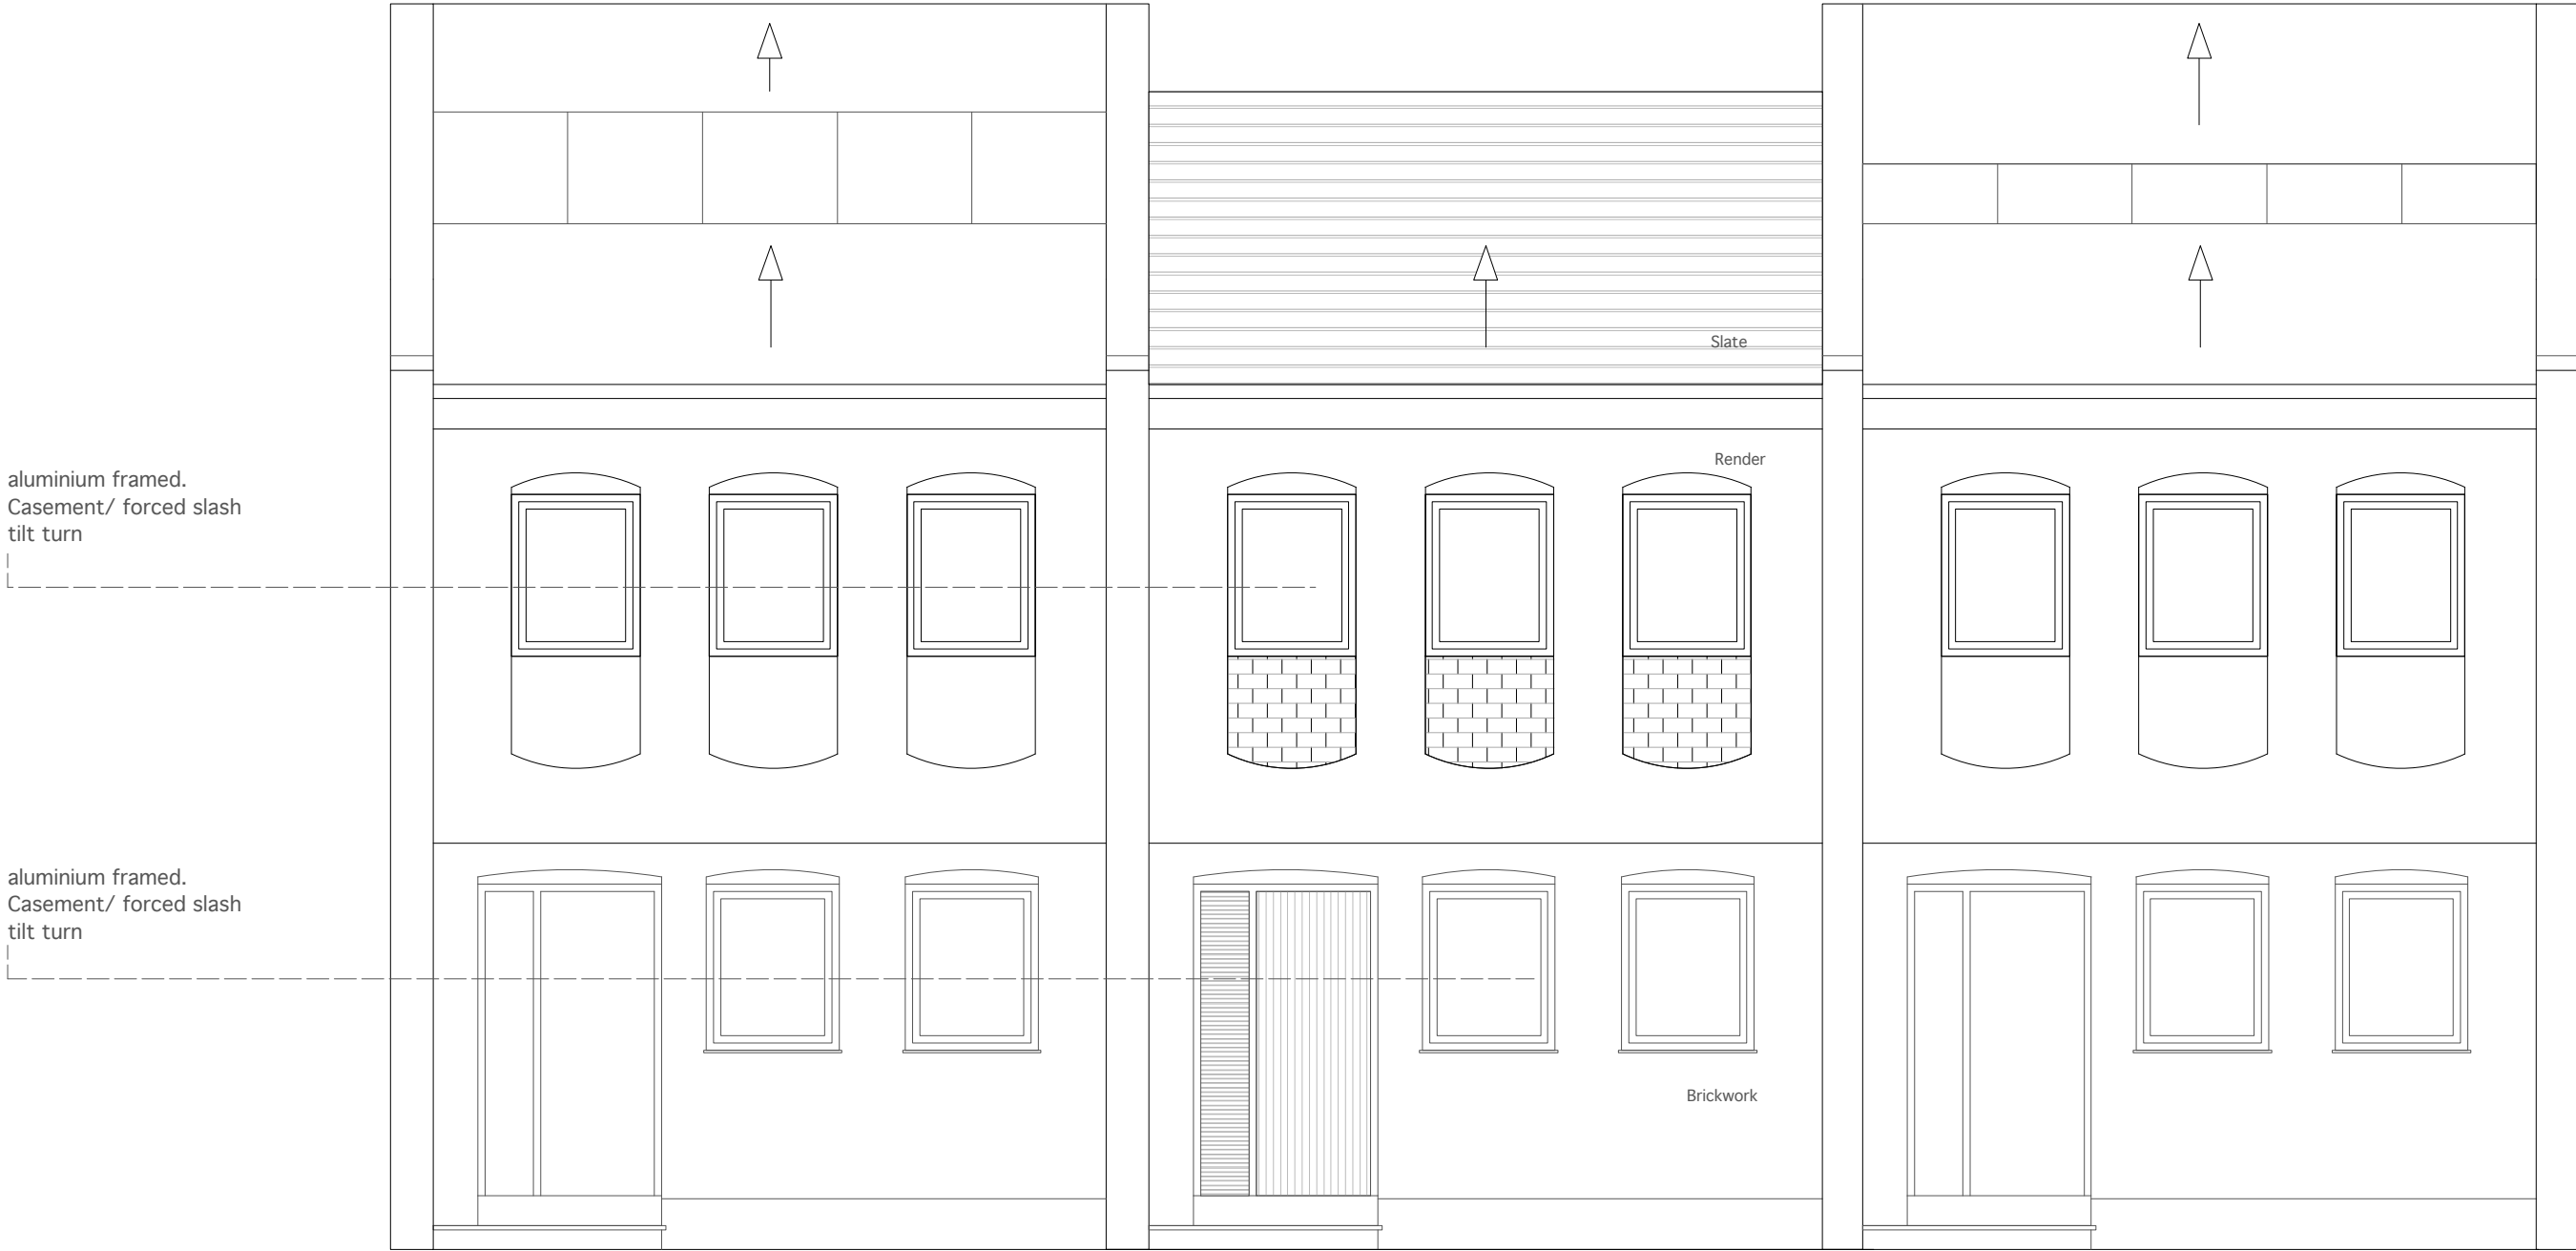 Slate
Render
aluminium framed.
Casement/ forced slash
tilt turn
aluminium framed.
Casement/ forced slash
tilt turn
Brickwork